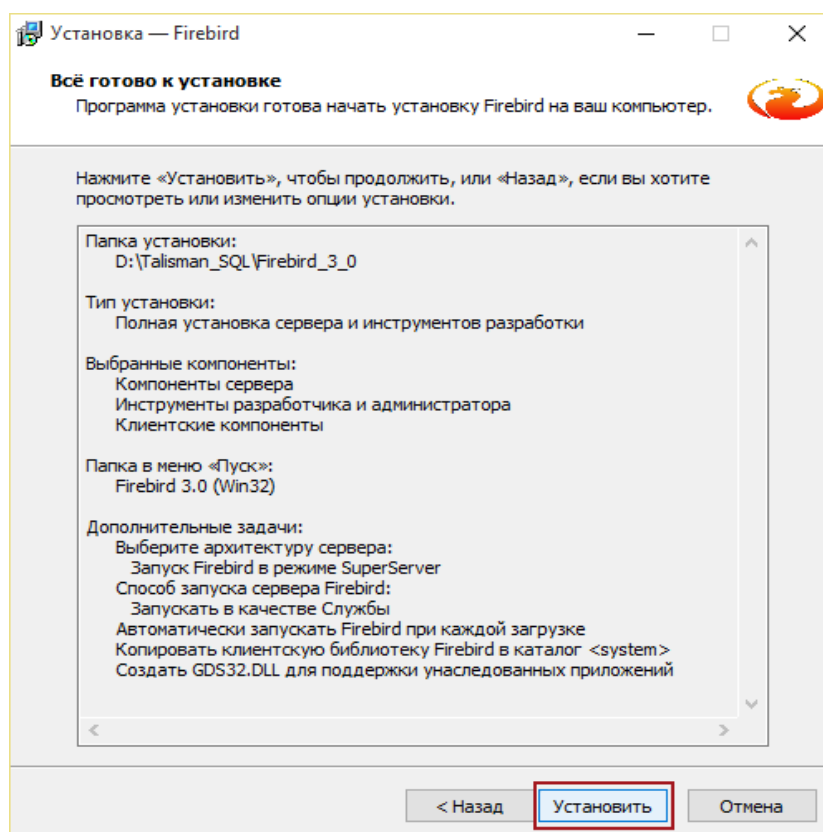 Установка — Firebird
Всё готово к установке
Программа установки готова начать установку Firebird на ваш компьютер.
Нажмите «Установить», чтобы продолжить, или «Назад», если вы хотите
просмотреть или изменить опции установки.
Папка установки:
D:\Talisman_SQL\Firebird_3_0
Тип установки:
Полная установка сервера и инструментов разработки
Выбранные компоненты:
Компоненты сервера
Инструменты разработчика и администратора
Клиентские компоненты
Папка в меню «Пуск»:
Firebird 3.0 (Win32)
Дополнительные задачи:
Выберите архитектуру сервера:
Запуск Firebird в режиме SuperServer
Способ запуска сервера Firebird:
Запускать в качестве Службы
Автоматически запускать Firebird при каждой загрузке
Копировать клиентскую библиотеку Firebird в каталог <system>
Создать GDS32.DLL для поддержки унаследованных приложений
< Назад
Установить
Отмена